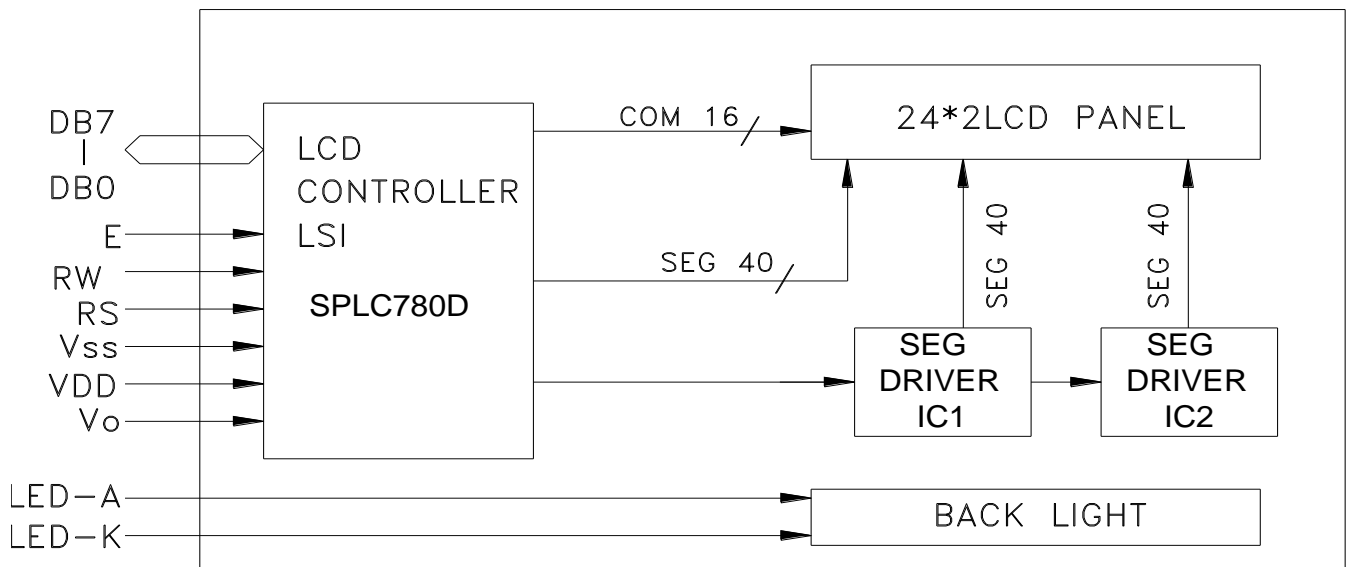 DB7
DB0
E
RW
RS
Vss
VDD
Vo
LED-A
LED-K
LCD
CONTROLLER
LSI
SPLC780D
COM 16
SEG 40
24*2LCD PANEL
SEG 40
SEG 40
SEG
DRIVER
IC1
SEG
DRIVER
IC2
BACK LIGHT